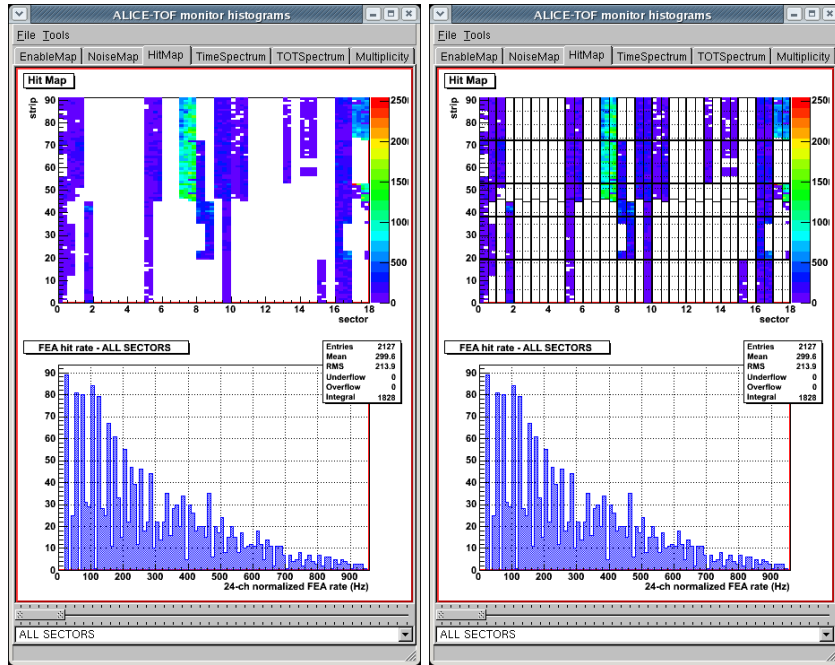 ALICE-TOF monitor histograms
File Tools
EnableMap NoiseMap HitMap TimeSpectrum TOTSpectrum Multiplicity
Hit Map
strip
90
80
70
60
50
40
30
20
10
0
0 2 4 6 8 10 12 14 16 18
sector
250
200
150
100
500
0
FEA hit rate - ALL SECTORS
Entries 2127
Mean 299.6
RMS 213.9
Underflow 0
Overflow 0
Integral 1828
90
80
70
60
50
40
30
20
10
0
0 100 200 300 400 500 600 700 800 900
24-ch normalized FEA rate (Hz)
ALL SECTORS
ALICE-TOF monitor histograms
File Tools
EnableMap NoiseMap HitMap TimeSpectrum TOTSpectrum Multiplicity
Hit Map
strip
90
80
70
60
50
40
30
20
10
0
0 2 4 6 8 10 12 14 16 18
sector
250
200
150
100
500
0
FEA hit rate - ALL SECTORS
Entries 2127
Mean 299.6
RMS 213.9
Underflow 0
Overflow 0
Integral 1828
90
80
70
60
50
40
30
20
10
0
0 100 200 300 400 500 600 700 800 900
24-ch normalized FEA rate (Hz)
ALL SECTORS